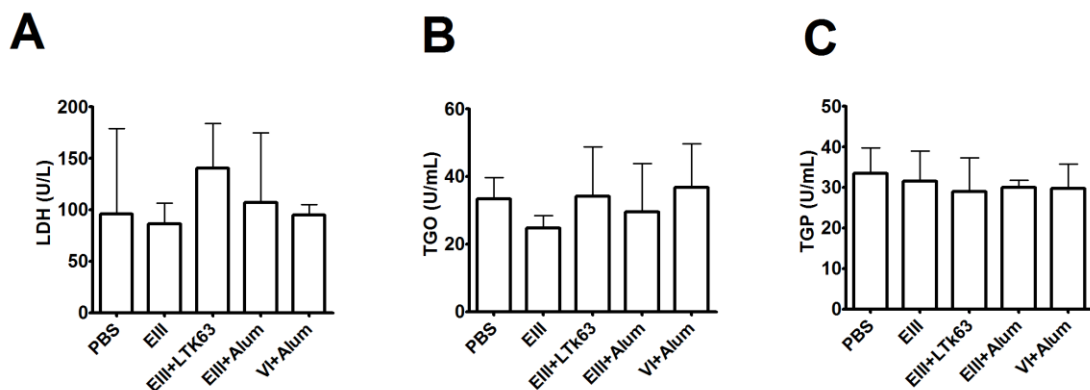 A
LDH (U/L)
200
150
100
50
0
PBS
EIII
EIII+LTK63
EIII+Alum
VI+Alum
B
TGO (U/mL)
60
40
20
0
PBS
EIII
EIII+LTk63
EIII+Alum
VI+Alum
C
TGP (U/mL)
50
40
30
20
10
0
PBS
EIII
EIII+LTk63
EIII+Alum
VI+Alum